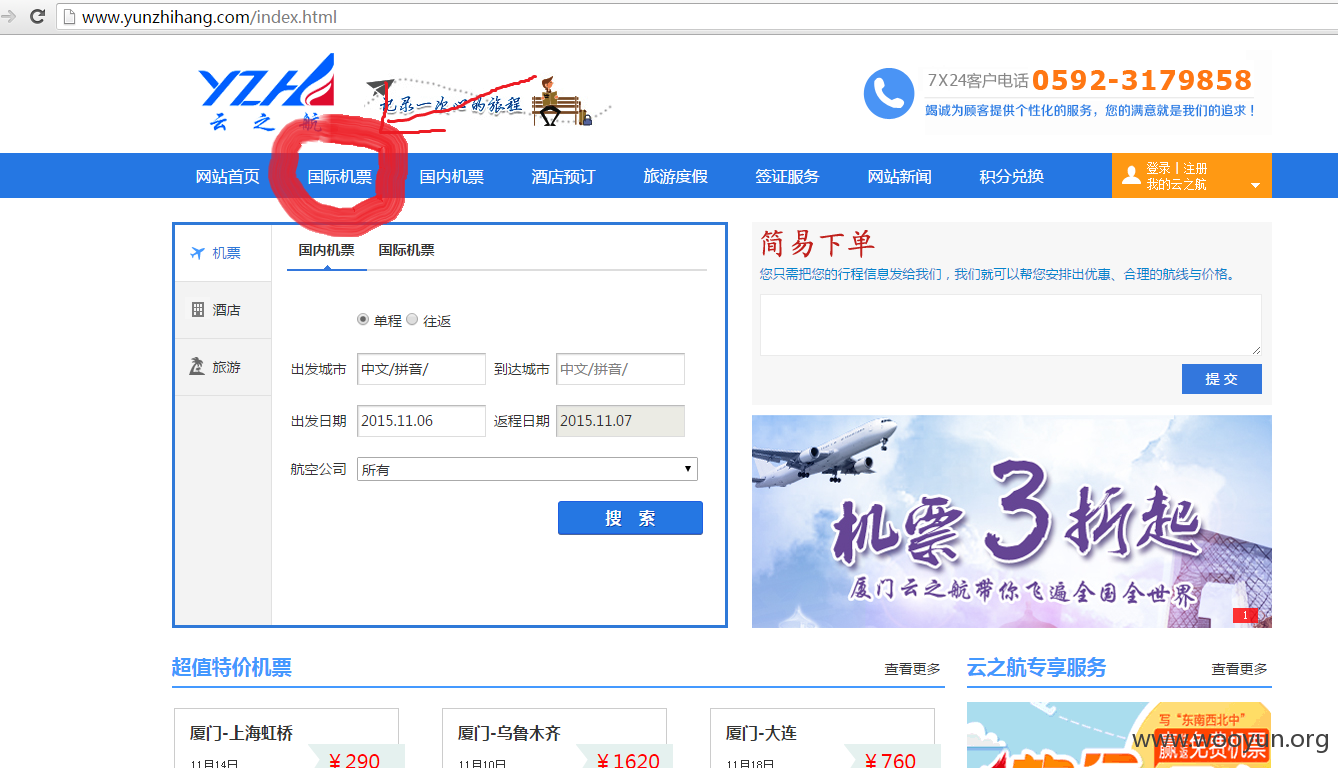 www.yunzhihang.com/index.html
YZH
云之航
记录一次心的旅程
7X24客户电话 0592-3179858
竭诚为顾客提供个性化的服务，您的满意就是我们的追求！
网站首页 国际机票 国内机票 酒店预订 旅游度假 签证服务 网站新闻 积分兑换
登录 | 注册
我的云之航
机票
酒店
旅游
国内机票 国际机票
单程 往返
出发城市 中文/拼音/ 到达城市 中文/拼音/
出发日期 2015.11.06 返程日期 2015.11.07
航空公司 所有
搜 索
简易下单
您只需把您的行程信息发给我们，我们就可以帮您安排出优惠、合理的航线与价格。
提 交
机票3折起
厦门云之航带你飞遍全国全世界
1
超值特价机票 查看更多
云之航专享服务 查看更多
厦门-上海虹桥
11月14日 ￥290
厦门-乌鲁木齐
11月10日 ￥1620
厦门-大连
11月18日 ￥760
写“东南西北中”
赢返免费机票
www.wooyun.org